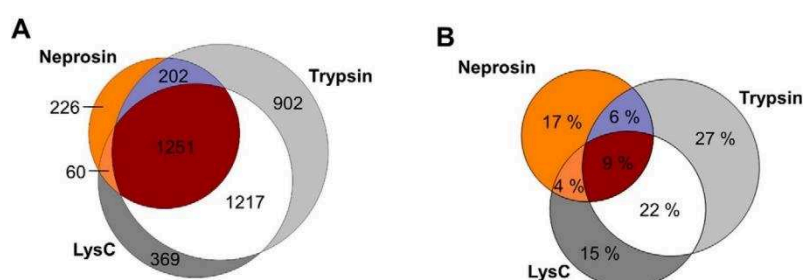 A
Neprosin
Trypsin
202
902
226
1251
60
1217
LysC
369
B
Neprosin
Trypsin
17 %
6 %
27 %
9 %
4 %
22 %
15 %
LysC